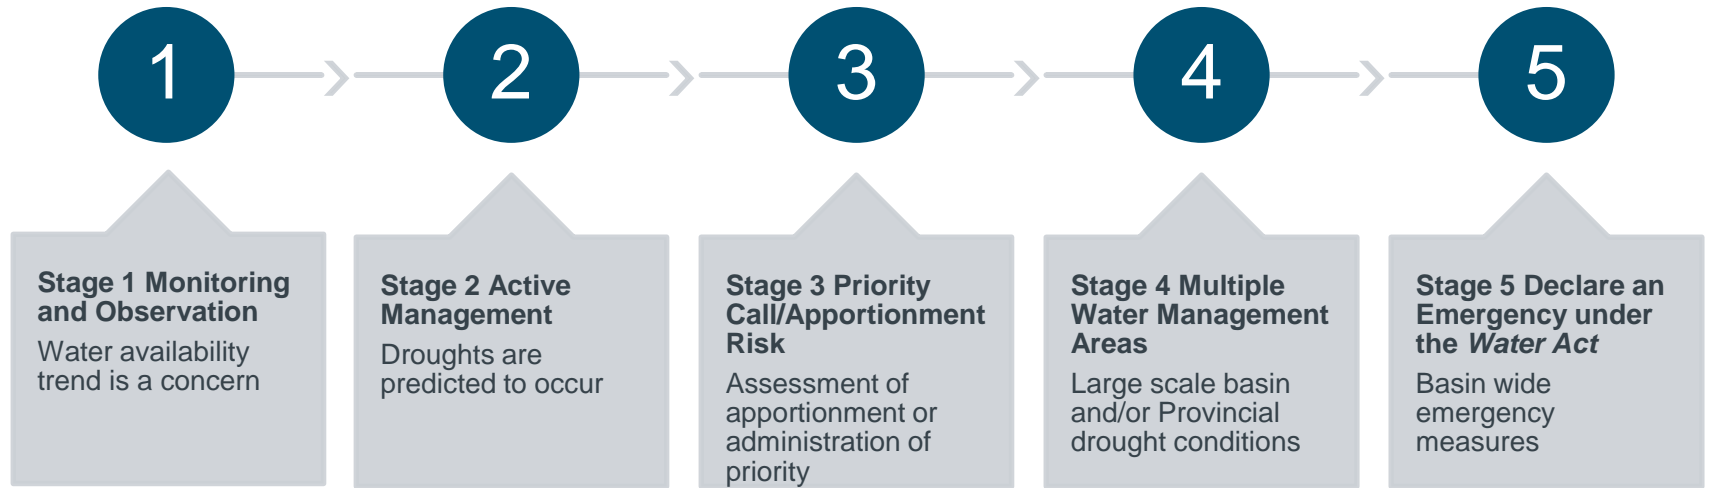 1
2
3
4
5
Stage 1 Monitoring
and Observation
Water availability
trend is a concern
Stage 2 Active
Management
Droughts are
predicted to occur
Stage 3 Priority
Call/Apportionment
Risk
Assessment of
apportionment or
administration of
priority
Stage 4 Multiple
Water Management
Areas
Large scale basin
and/or Provincial
drought conditions
Stage 5 Declare an
Emergency under
the Water Act
Basin wide
emergency
measures